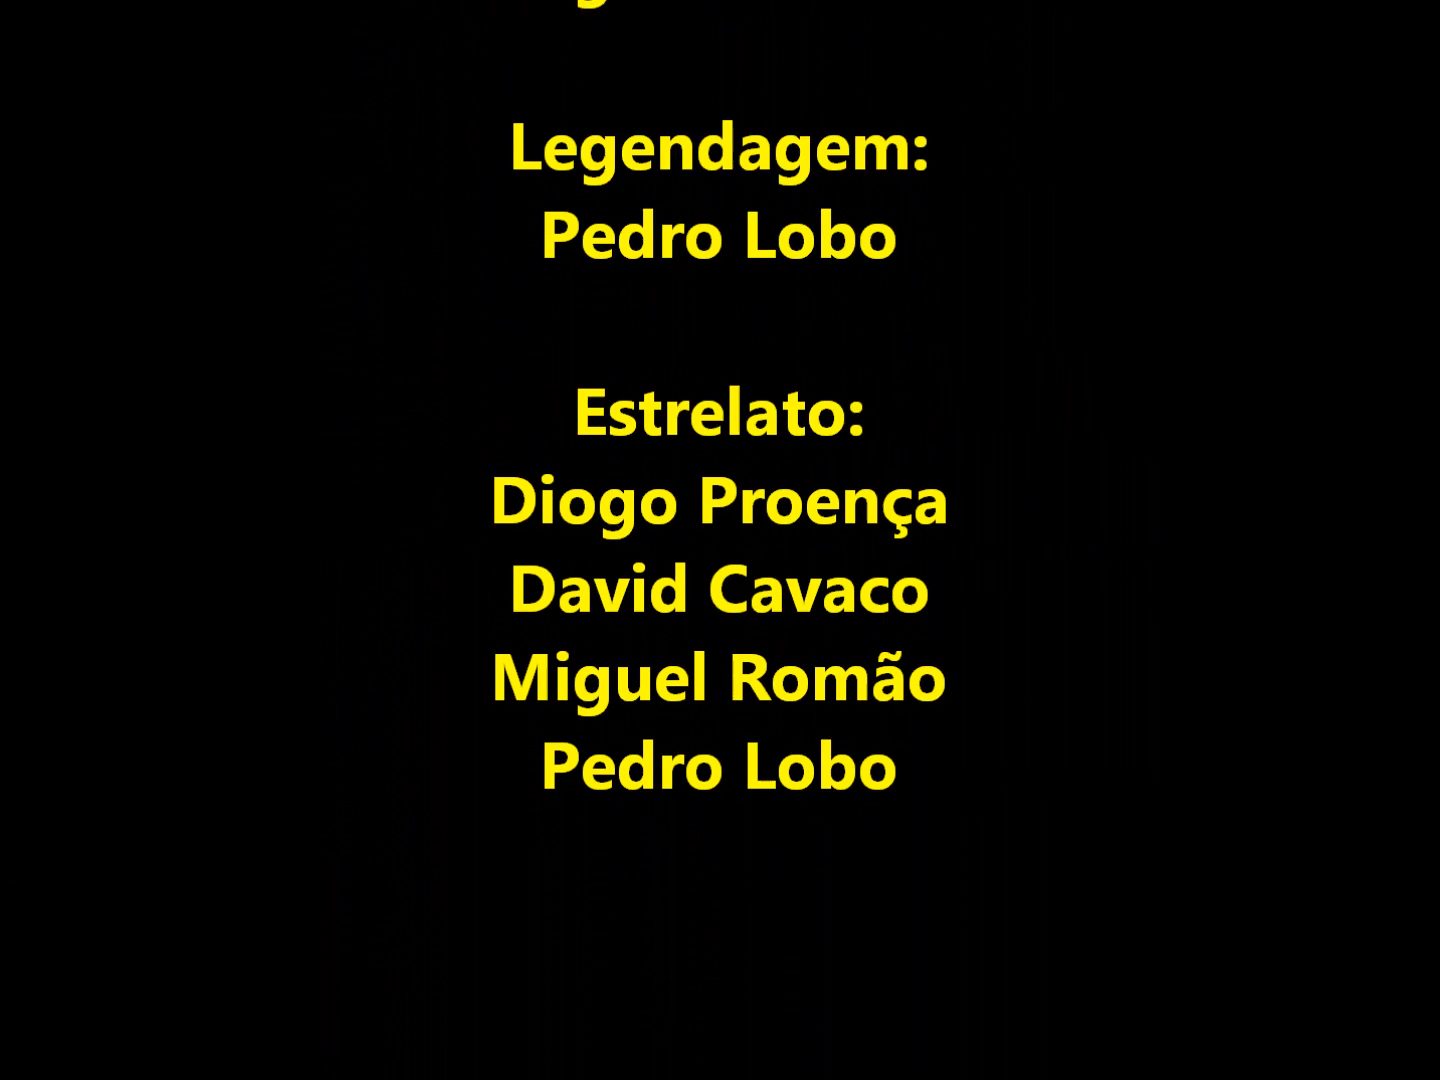 Legendagem:
Pedro Lobo
Estrelato:
Diogo Proença
David Cavaco
Miguel Romão
Pedro Lobo